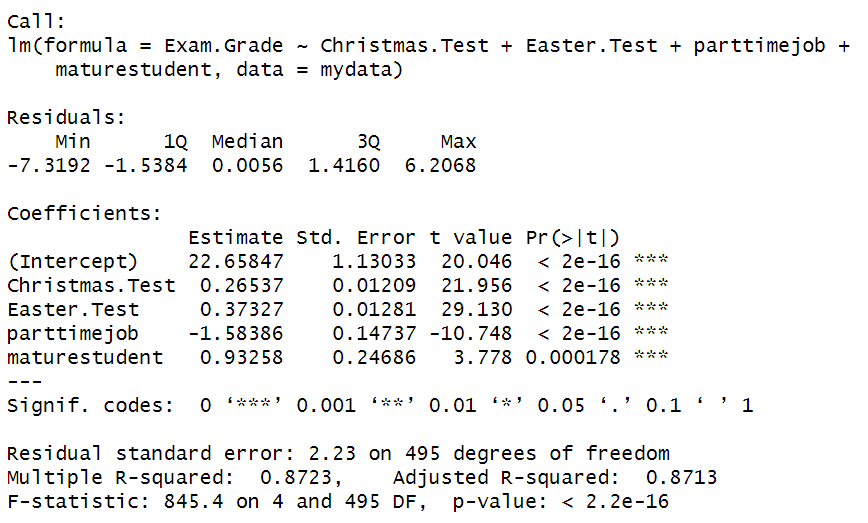 Call:
lm(formula = Exam.Grade ~ Christmas.Test + Easter.Test + parttimejob +
    maturestudent, data = mydata)

Residuals:
    Min      1Q  Median      3Q     Max
-7.3192 -1.5384  0.0056  1.4160  6.2068

Coefficients:
               Estimate Std. Error t value Pr(>|t|)
(Intercept)    22.65847    1.13033  20.046  < 2e-16 ***
Christmas.Test  0.26537    0.01209  21.956  < 2e-16 ***
Easter.Test     0.37327    0.01281  29.130  < 2e-16 ***
parttimejob    -1.58386    0.14737 -10.748  < 2e-16 ***
maturestudent   0.93258    0.24686   3.778 0.000178 ***
---
Signif. codes:  0 ‘***’ 0.001 ‘**’ 0.01 ‘*’ 0.05 ‘.’ 0.1 ‘ ’ 1

Residual standard error: 2.23 on 495 degrees of freedom
Multiple R-squared:  0.8723,    Adjusted R-squared:  0.8713
F-statistic: 845.4 on 4 and 495 DF,  p-value: < 2.2e-16